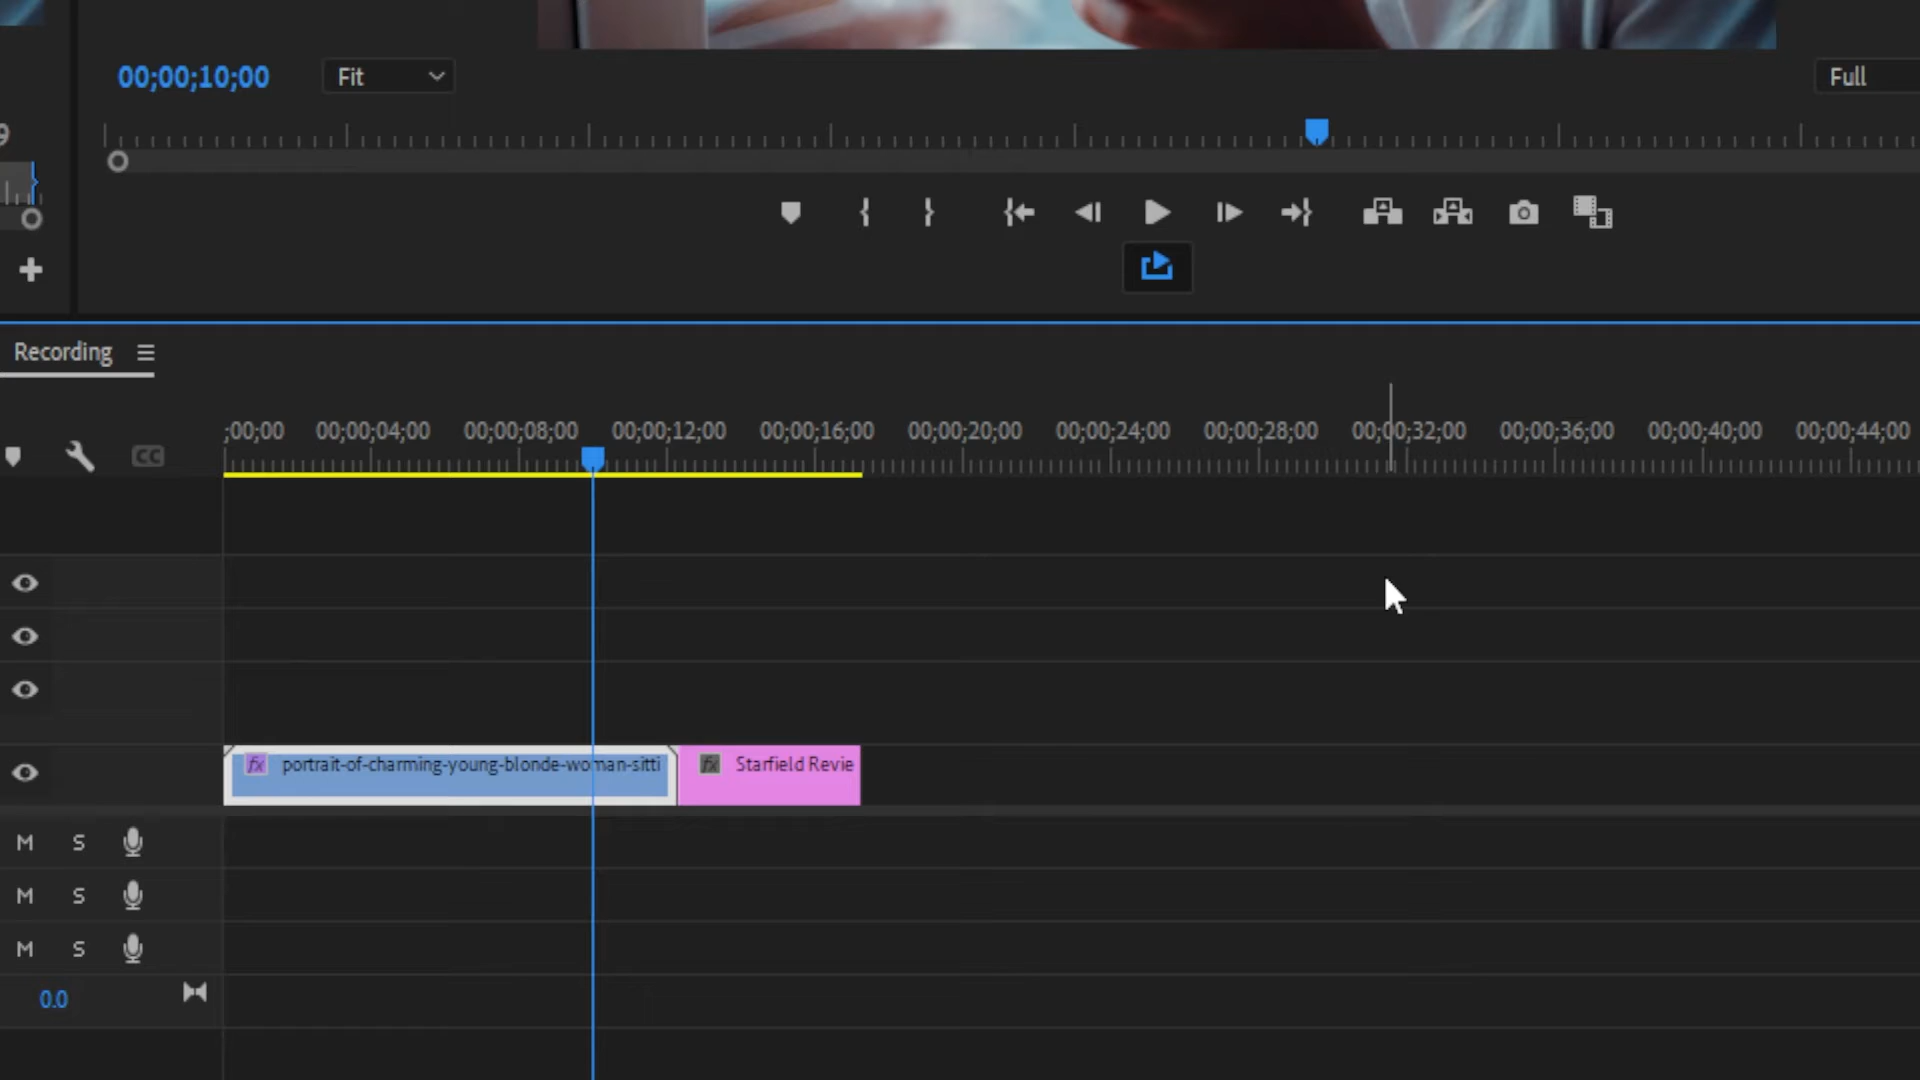 00;00;10;00 Fit Full
9
Recording
;00;00 00;00;04;00 00;00;08;00 00;00;12;00 00;00;16;00 00;00;20;00 00;00;24;00 00;00;28;00 00;00;32;00 00;00;36;00 00;00;40;00 00;00;44;00
CC
fx portrait-of-charming-young-blonde-woman-sitti fx Starfield Revie
M S
M S
M S
0.0